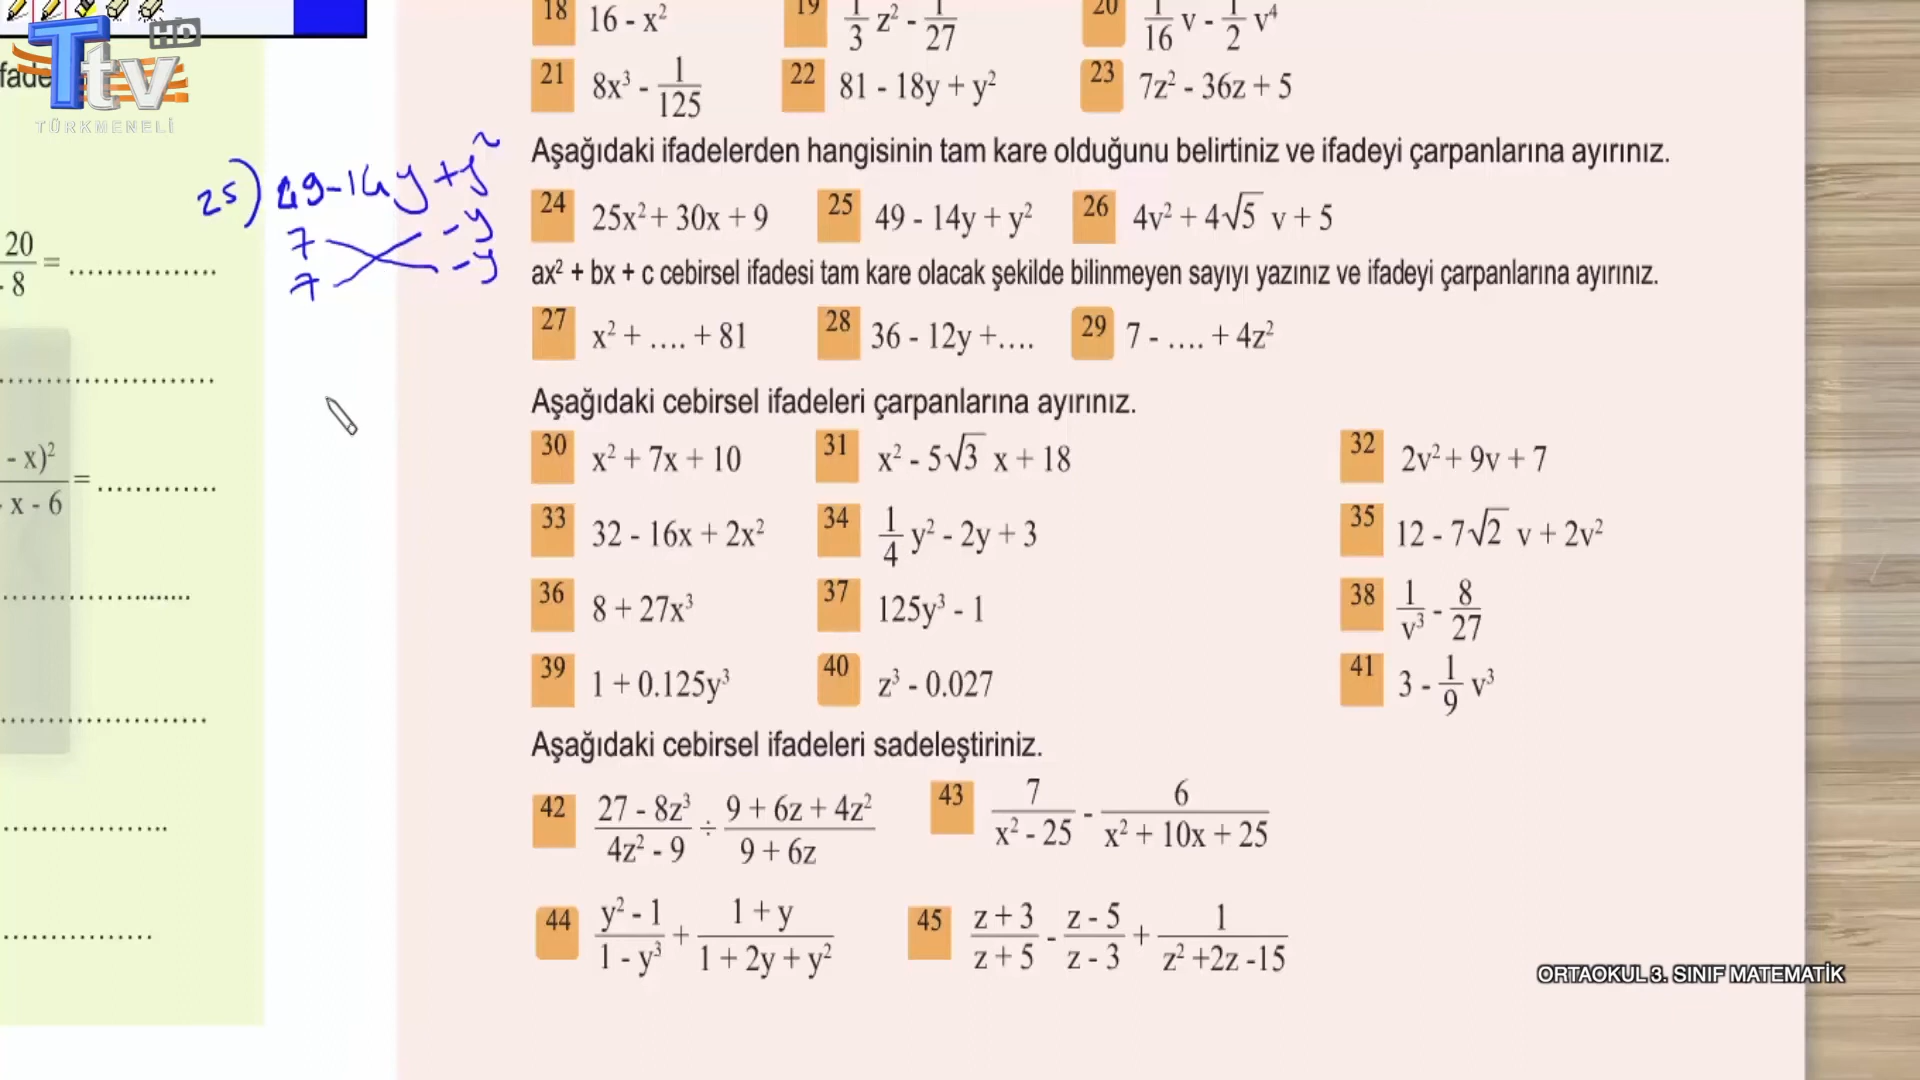 HD
Ttv
TÜRKMENELİ
fade
20
- 8
= ................
- x)²
x - 6
= .............
25) 49-14y+y²
7 -y
7 -y
18 16 - x²
19 1/3 z² - 1/27
20 1/16 v - 1/2 v⁴
21 8x³ - 1/125
22 81 - 18y + y²
23 7z² - 36z + 5
Aşağıdaki ifadelerden hangisinin tam kare olduğunu belirtiniz ve ifadeyi çarpanlarına ayırınız.
24 25x² + 30x + 9
25 49 - 14y + y²
26 4v² + 4√5 v + 5
ax² + bx + c cebirsel ifadesi tam kare olacak şekilde bilinmeyen sayıyı yazınız ve ifadeyi çarpanlarına ayırınız.
27 x² + .... + 81
28 36 - 12y +....
29 7 - .... + 4z²
Aşağıdaki cebirsel ifadeleri çarpanlarına ayırınız.
30 x² + 7x + 10
31 x² - 5√3 x + 18
32 2v² + 9v + 7
33 32 - 16x + 2x²
34 1/4 y² - 2y + 3
35 12 - 7√2 v + 2v²
36 8 + 27x³
37 125y³ - 1
38 1/v³ - 8/27
39 1 + 0.125y³
40 z³ - 0.027
41 3 - 1/9 v³
Aşağıdaki cebirsel ifadeleri sadeleştiriniz.
42 (27 - 8z³)/(4z² - 9) ÷ (9 + 6z + 4z²)/(9 + 6z)
43 7/(x² - 25) - 6/(x² + 10x + 25)
44 (y² - 1)/(1 - y³) + (1 + y)/(1 + 2y + y²)
45 (z + 3)/(z + 5) - (z - 5)/(z - 3) + 1/(z² +2z -15)
ORTAOKUL 3. SINIF MATEMATİK